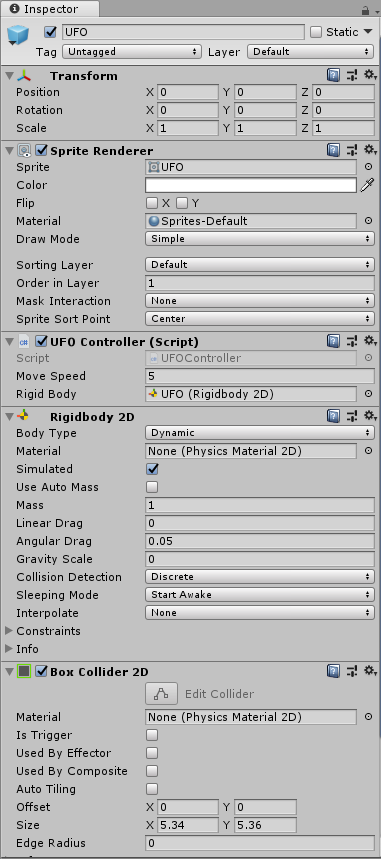 Inspector
UFO Static
Tag Untagged Layer Default
Transform
Position X 0 Y 0 Z 0
Rotation X 0 Y 0 Z 0
Scale X 1 Y 1 Z 1
Sprite Renderer
Sprite UFO
Color
Flip X Y
Material Sprites-Default
Draw Mode Simple
Sorting Layer Default
Order in Layer 1
Mask Interaction None
Sprite Sort Point Center
UFO Controller (Script)
Script UFOController
Move Speed 5
Rigid Body UFO (Rigidbody 2D)
Rigidbody 2D
Body Type Dynamic
Material None (Physics Material 2D)
Simulated
Use Auto Mass
Mass 1
Linear Drag 0
Angular Drag 0.05
Gravity Scale 0
Collision Detection Discrete
Sleeping Mode Start Awake
Interpolate None
Constraints
Info
Box Collider 2D
Edit Collider
Material None (Physics Material 2D)
Is Trigger
Used By Effector
Used By Composite
Auto Tiling
Offset X 0 Y 0
Size X 5.34 Y 5.36
Edge Radius 0